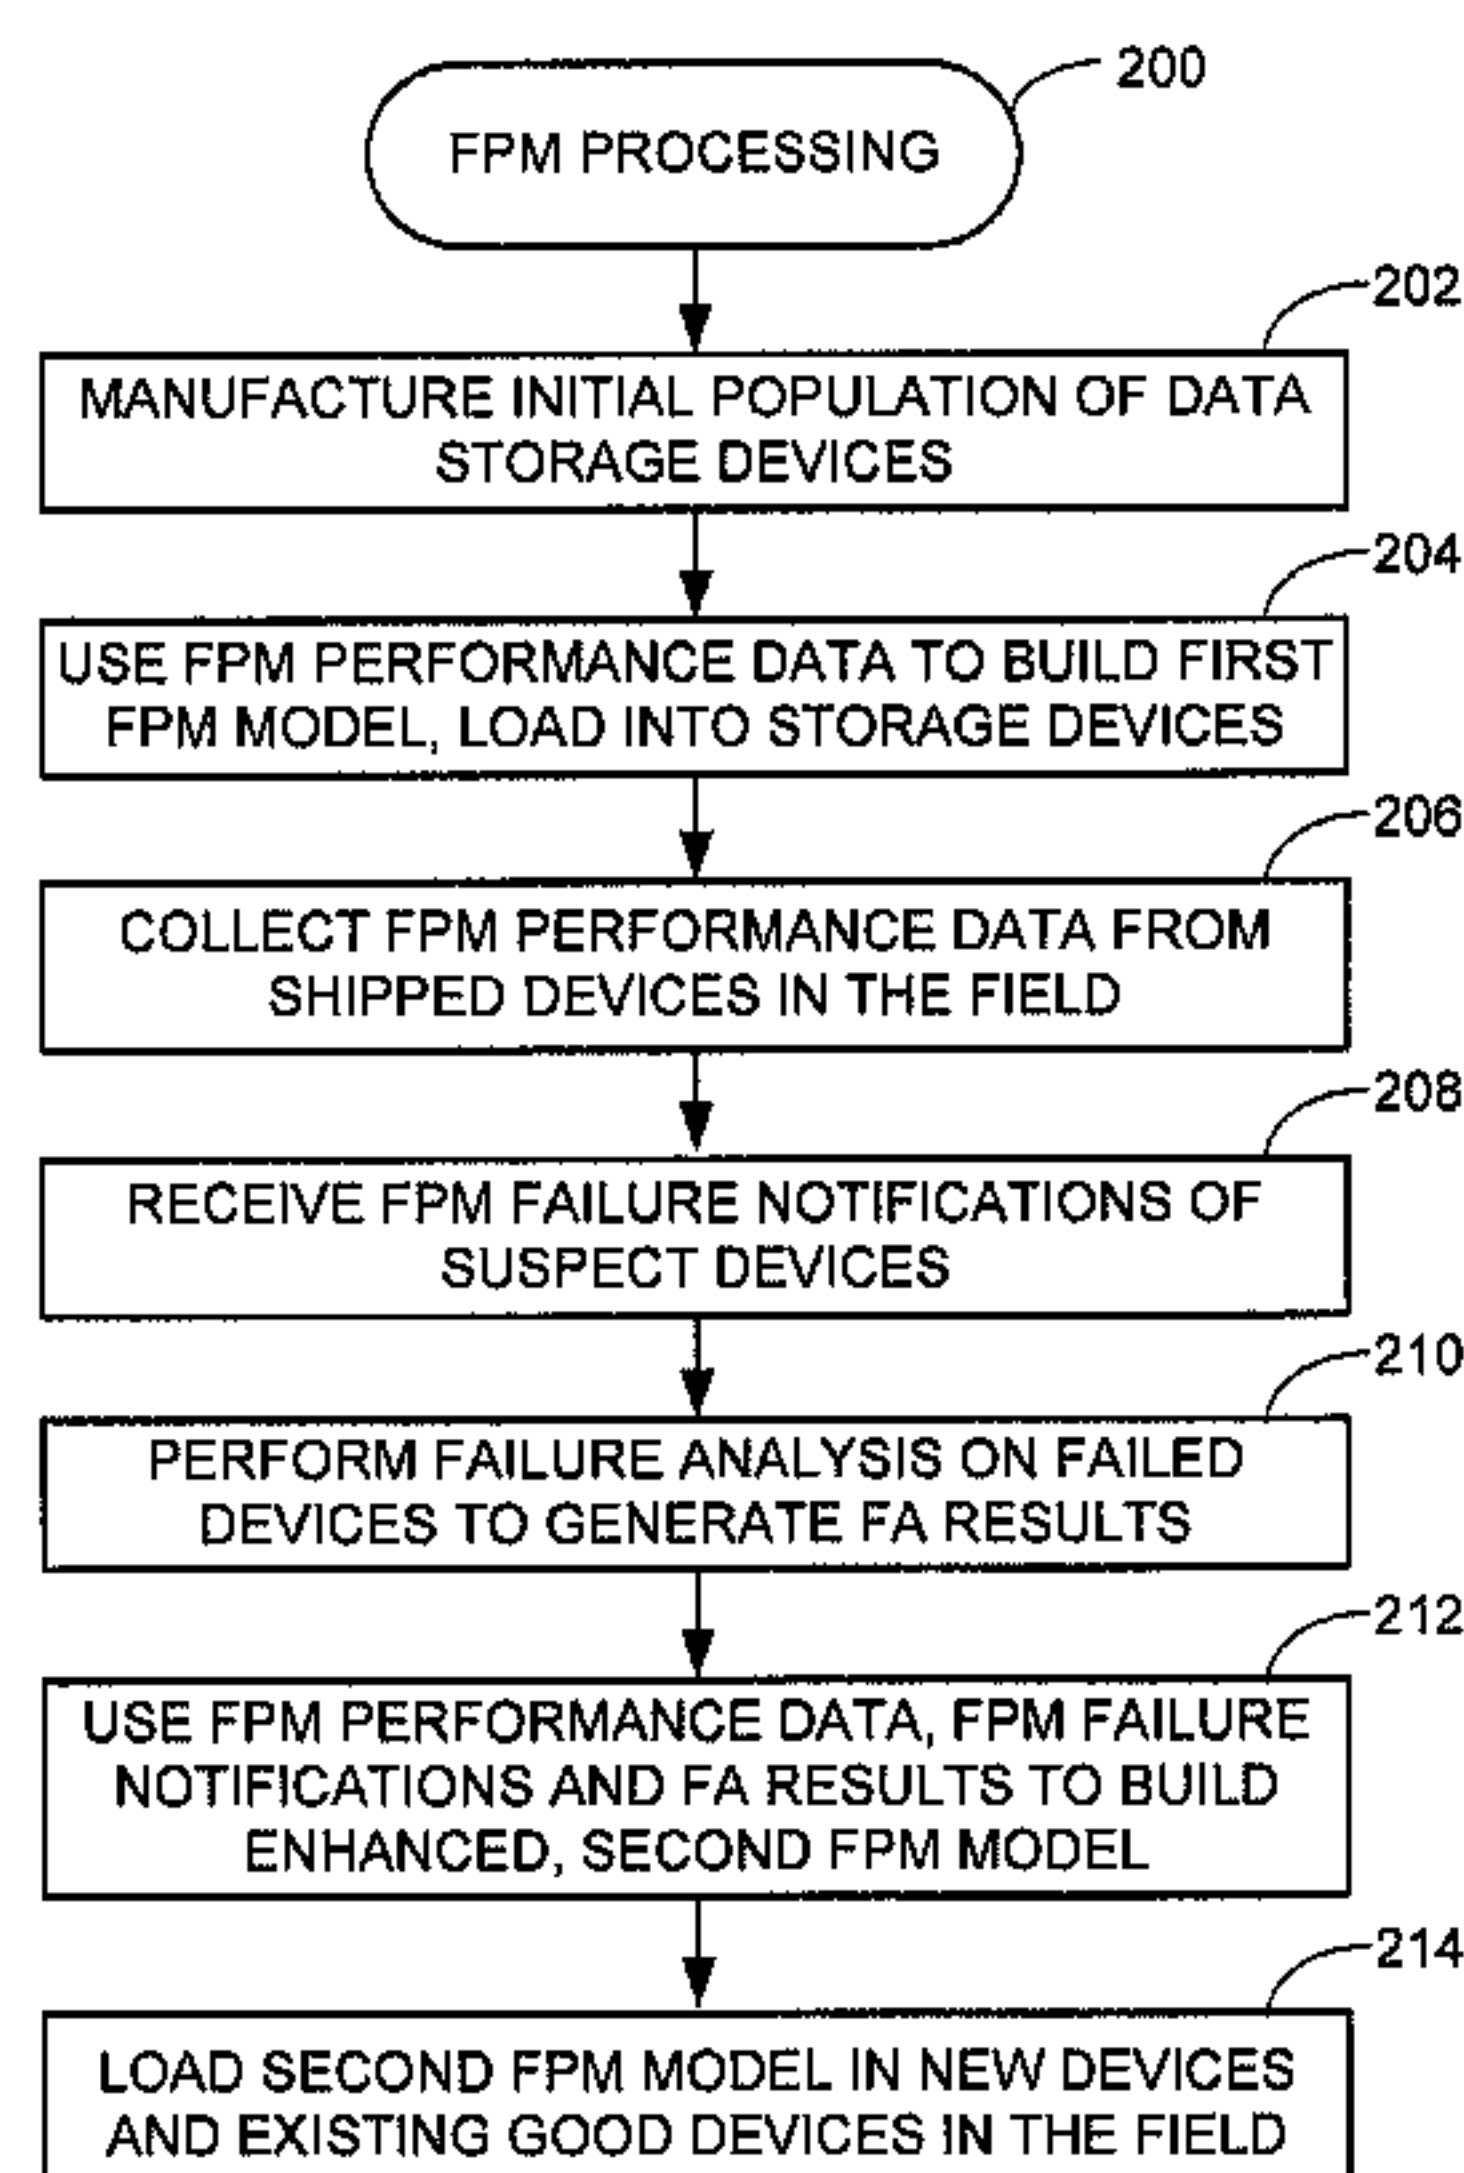 200
FPM PROCESSING
202
MANUFACTURE INITIAL POPULATION OF DATA
STORAGE DEVICES
204
USE FPM PERFORMANCE DATA TO BUILD FIRST
FPM MODEL, LOAD INTO STORAGE DEVICES
206
COLLECT FPM PERFORMANCE DATA FROM
SHIPPED DEVICES IN THE FIELD
208
RECEIVE FPM FAILURE NOTIFICATIONS OF
SUSPECT DEVICES
210
PERFORM FAILURE ANALYSIS ON FAILED
DEVICES TO GENERATE FA RESULTS
212
USE FPM PERFORMANCE DATA, FPM FAILURE
NOTIFICATIONS AND FA RESULTS TO BUILD
ENHANCED, SECOND FPM MODEL
214
LOAD SECOND FPM MODEL IN NEW DEVICES
AND EXISTING GOOD DEVICES IN THE FIELD